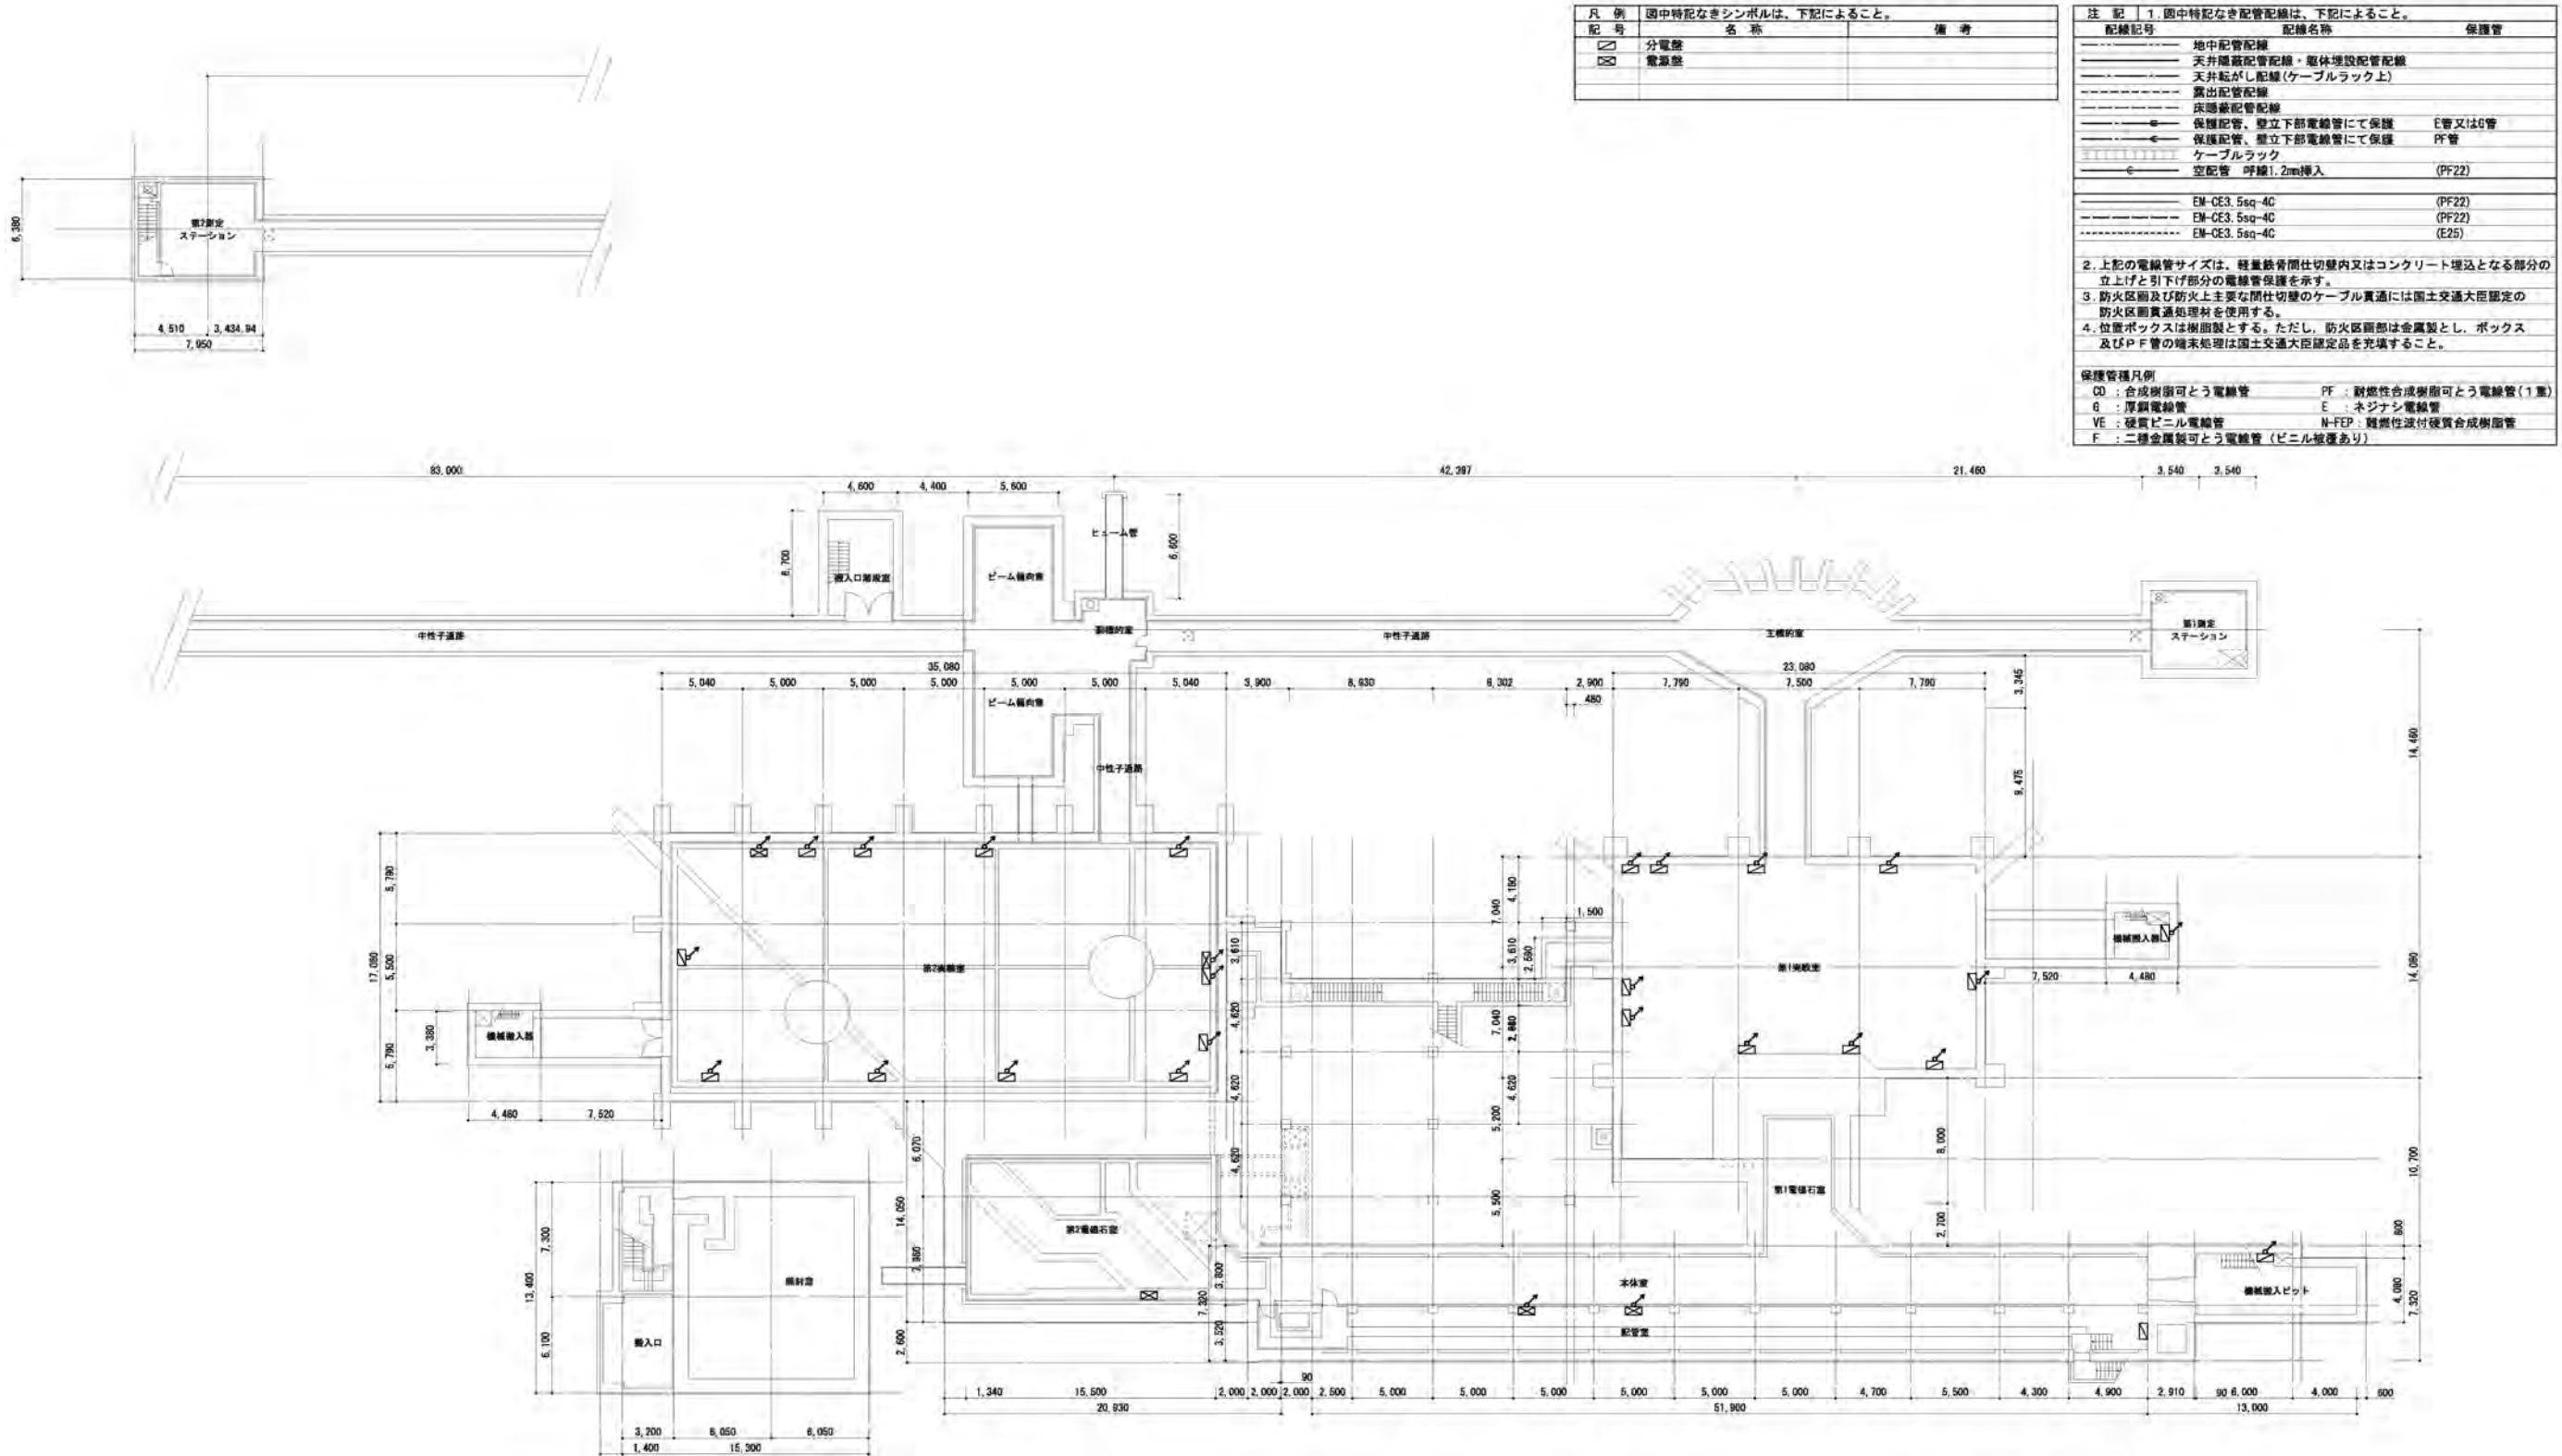 凡 例 図中特記なきシンボルは、下記によること。
記 号 名 称 備 考
分電盤
電源盤
注 記 1.図中特記なき配管配線は、下記によること。
配線記号 配線名称 保護管
地中配管配線
天井隠蔽配管配線・躯体埋設配管配線
天井転がし配線(ケーブルラック上)
露出配管配線
床隠蔽配管配線
保護配管、壁立下部電線管にて保護 E管又はG管
保護配管、壁立下部電線管にて保護 PF管
ケーブルラック
空配管 呼線1.2mm挿入 (PF22)
EM-CE3.5sq-4C (PF22)
EM-CE3.5sq-4C (PF22)
EM-CE3.5sq-4C (E25)
2.上記の電線管サイズは、軽量鉄骨間仕切壁内又はコンクリート埋込となる部分の
立上げと引下げ部分の電線管保護を示す。
3.防火区画及び防火上主要な間仕切壁のケーブル貫通には国土交通大臣認定の
防火区画貫通処理材を使用する。
4.位置ボックスは樹脂製とする。ただし、防火区画部は金属製とし、ボックス
及びPF管の端末処理は国土交通大臣認定品を充填すること。
保護管種凡例
CD :合成樹脂可とう電線管 PF :耐燃性合成樹脂可とう電線管(1重)
G :厚鋼電線管 E :ネジナシ電線管
VE :硬質ビニル電線管 N-FEP:難燃性波付硬質合成樹脂管
F :二種金属製可とう電線管(ビニル被覆あり)
6,380
第2測定
ステーション
4,510 3,434.94
7,950
83,000 42,397 21,460 3,540 3,540
4,600 4,400 5,600
6,700
搬入口階段室
ビーム偏向室
ヒューム管
6,600
中性子通路
副標的室
中性子通路
主標的室
第1測定
ステーション
35,080 23,080
5,040 5,000 5,000 5,000 5,000 5,000 5,040 3,900 8,930 8,302 2,900 7,790 7,500 7,790
480
3,345
ビーム偏向室
中性子通路
14,460
9,475
17,080
5,790
5,500
5,790
3,380
機械搬入器
4,480 7,520
第2実験室
3,610
4,620
4,620
4,620
7,040
4,190
3,610
2,590
1,500
7,040
4,620
5,200
5,500
第1実験室
機械搬入器
7,520 4,480
14,080
10,700
8,000
2,700
第1電磁石室
600
4,080
7,320
6,070
14,050
7,980
2,600
第2電磁石室
7,320
3,800
3,520
本体室
配管室
機械搬入ピット
13,400
7,300
6,100
照射室
搬入口
3,200 6,050 6,050
1,400 15,300
90
1,340 15,500 2,000 2,000 2,000 2,500 5,000 5,000 5,000 5,000 5,000 5,000 4,700 5,500 4,300 4,900 2,910 90 6,000 4,000 600
20,930 51,900 13,000